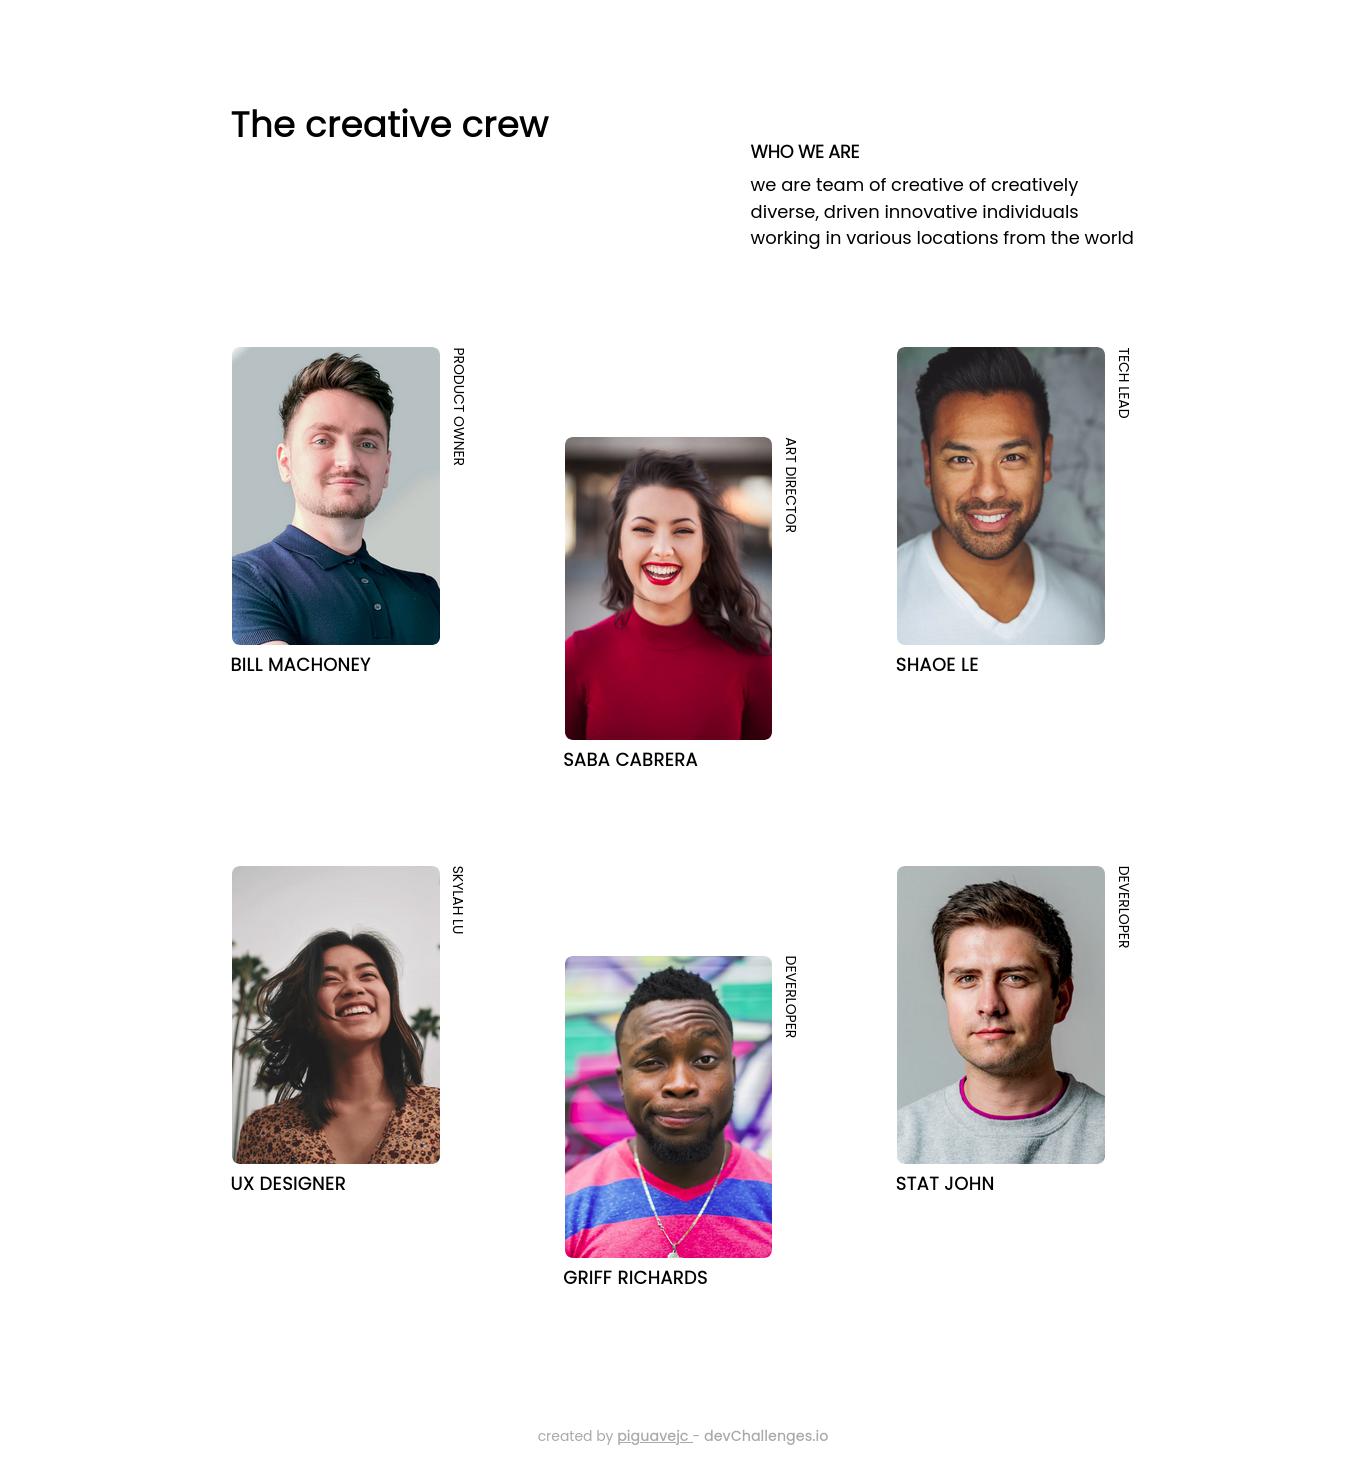 The creative crew
WHO WE ARE
we are team of creative of creatively
diverse, driven innovative individuals
working in various locations from the world
PRODUCT OWNER
BILL MACHONEY
ART DIRECTOR
SABA CABRERA
TECH LEAD
SHAOE LE
SKYLAH LU
UX DESIGNER
DEVERLOPER
GRIFF RICHARDS
DEVERLOPER
STAT JOHN
created by piguavejc - devChallenges.io